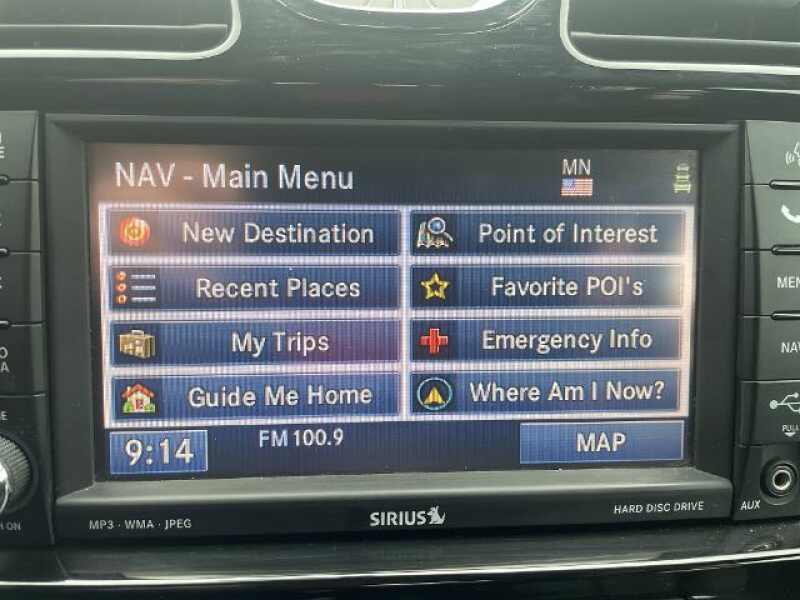 NAV - Main Menu
MN
New Destination
Point of Interest
Recent Places
Favorite POI's
My Trips
Emergency Info
Guide Me Home
Where Am I Now?
9:14
FM 100.9
MAP
MP3 · WMA · JPEG
SIRIUS
HARD DISC DRIVE
AUX